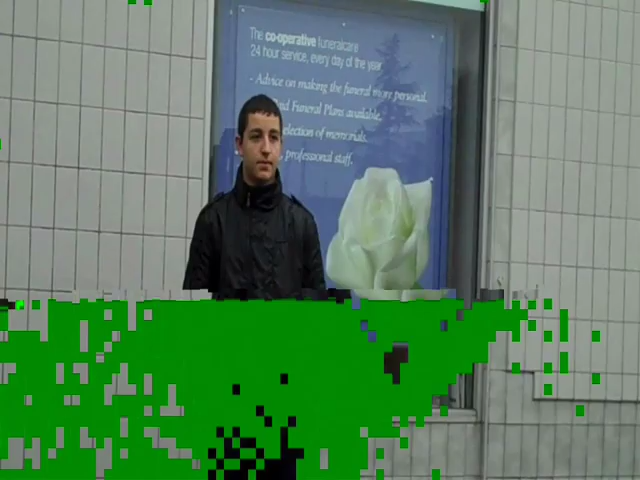 The co-operative funeralcare
24 hour service, every day of the year
- Advice on making the funeral more personal.
Funeral Plans available.
of memorials.
professional staff.